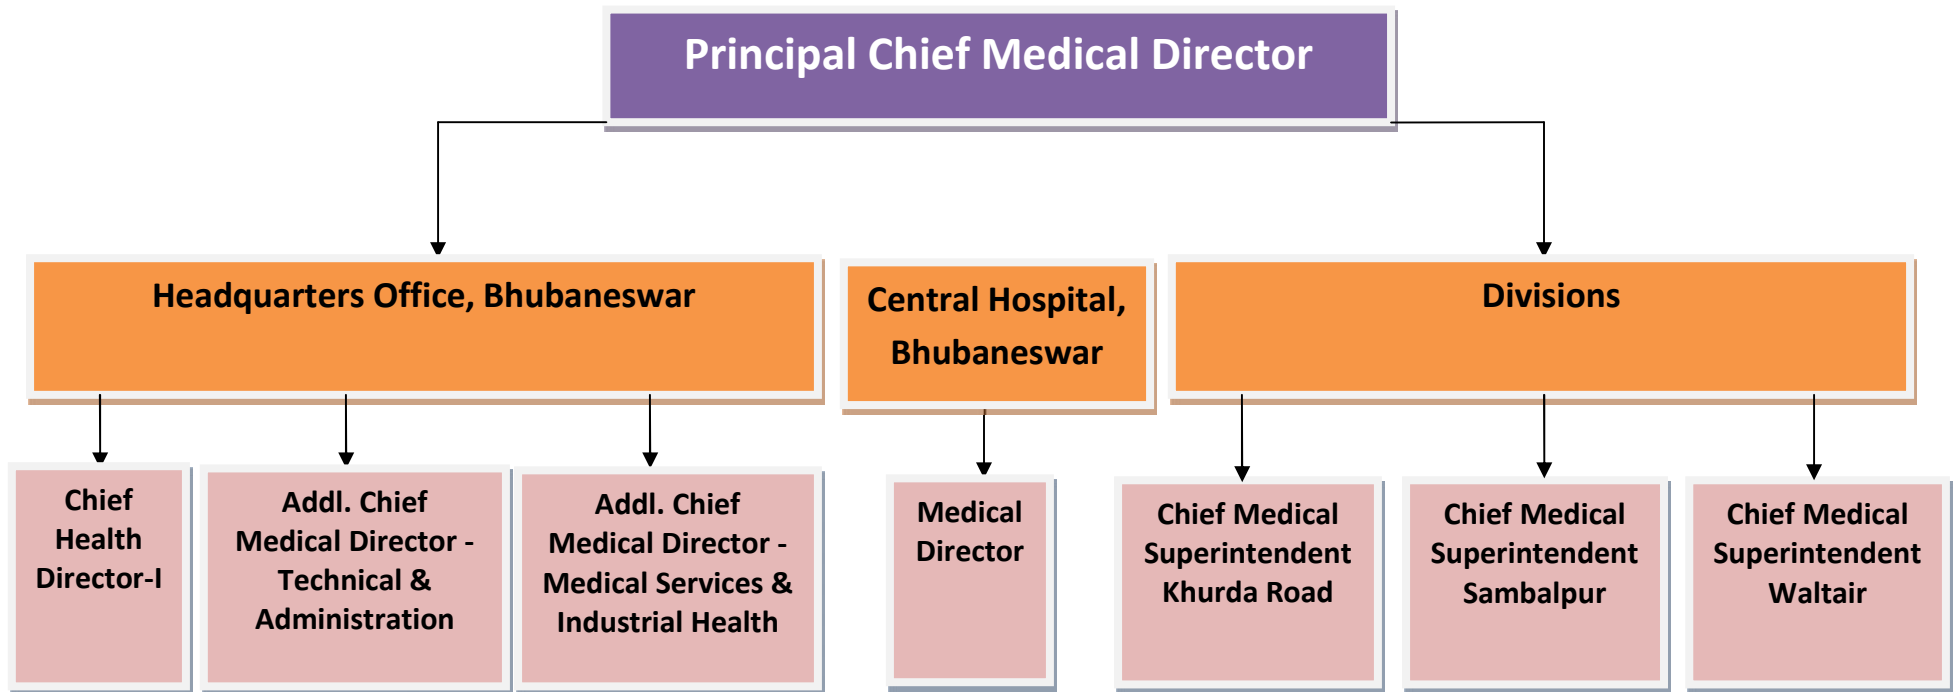 Principal Chief Medical Director
Headquarters Office, Bhubaneswar
Central Hospital,
Bhubaneswar
Divisions
Chief
Health
Director-I
Addl. Chief
Medical Director -
Technical &
Administration
Addl. Chief
Medical Director -
Medical Services &
Industrial Health
Medical
Director
Chief Medical
Superintendent
Khurda Road
Chief Medical
Superintendent
Sambalpur
Chief Medical
Superintendent
Waltair